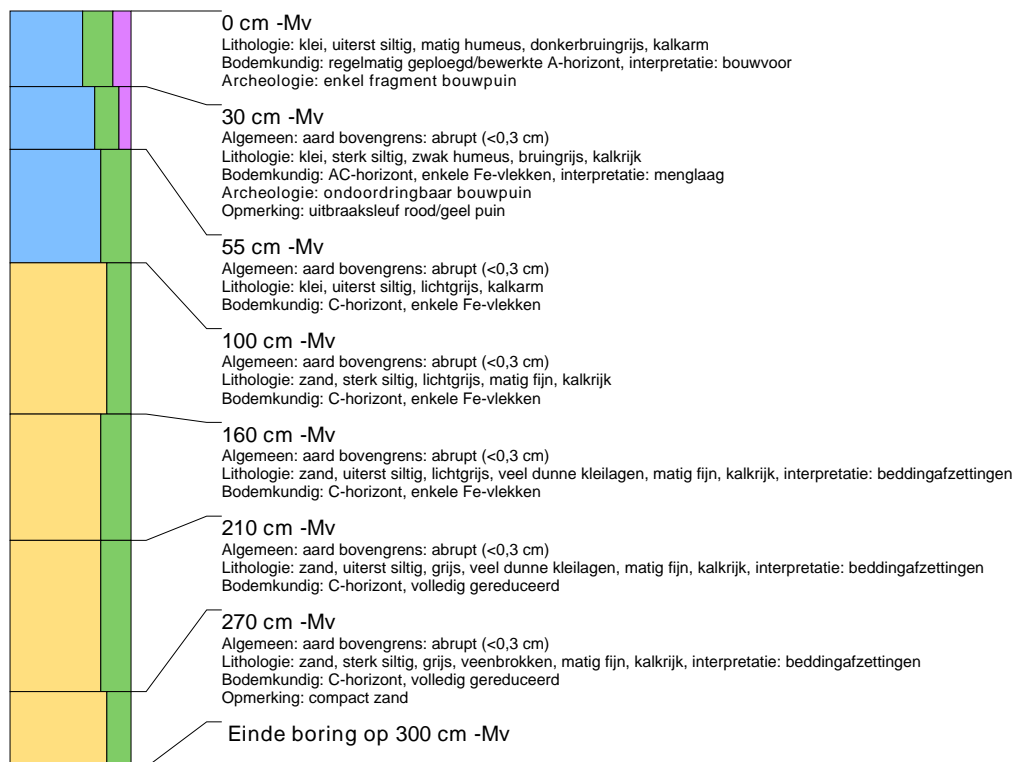 0 cm -Mv
Lithologie: klei, uiterst siltig, matig humeus, donkerbruingrijs, kalkarm
Bodemkundig: regelmatig geploegd/bewerkte A-horizont, interpretatie: bouwvoor
Archeologie: enkel fragment bouwpuin
30 cm -Mv
Algemeen: aard bovengrens: abrupt (<0,3 cm)
Lithologie: klei, sterk siltig, zwak humeus, bruingrijs, kalkrijk
Bodemkundig: AC-horizont, enkele Fe-vlekken, interpretatie: menglaag
Archeologie: ondoordringbaar bouwpuin
Opmerking: uitbraaksleuf rood/geel puin
55 cm -Mv
Algemeen: aard bovengrens: abrupt (<0,3 cm)
Lithologie: klei, uiterst siltig, lichtgrijs, kalkarm
Bodemkundig: C-horizont, enkele Fe-vlekken
100 cm -Mv
Algemeen: aard bovengrens: abrupt (<0,3 cm)
Lithologie: zand, sterk siltig, lichtgrijs, matig fijn, kalkrijk
Bodemkundig: C-horizont, enkele Fe-vlekken
160 cm -Mv
Algemeen: aard bovengrens: abrupt (<0,3 cm)
Lithologie: zand, uiterst siltig, lichtgrijs, veel dunne kleilagen, matig fijn, kalkrijk, interpretatie: beddingafzettingen
Bodemkundig: C-horizont, enkele Fe-vlekken
210 cm -Mv
Algemeen: aard bovengrens: abrupt (<0,3 cm)
Lithologie: zand, uiterst siltig, grijs, veel dunne kleilagen, matig fijn, kalkrijk, interpretatie: beddingafzettingen
Bodemkundig: C-horizont, volledig gereduceerd
270 cm -Mv
Algemeen: aard bovengrens: abrupt (<0,3 cm)
Lithologie: zand, sterk siltig, grijs, veenbrokken, matig fijn, kalkrijk, interpretatie: beddingafzettingen
Bodemkundig: C-horizont, volledig gereduceerd
Opmerking: compact zand
Einde boring op 300 cm -Mv